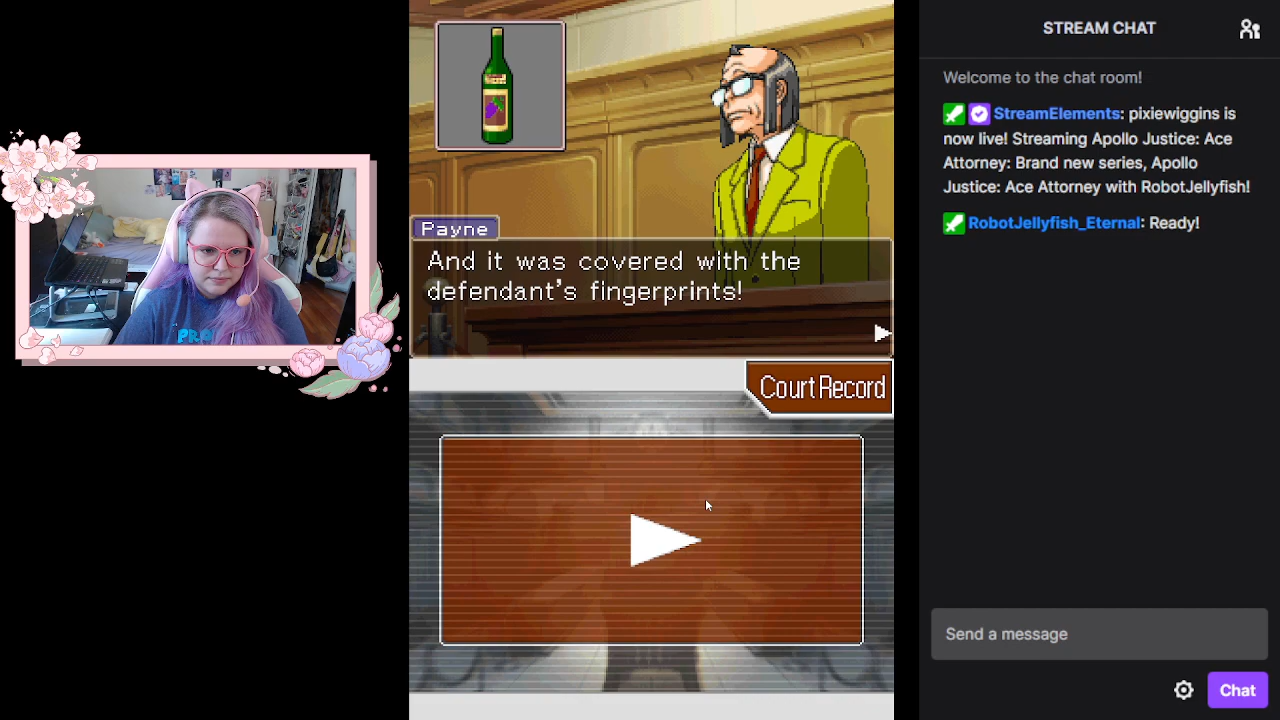 Payne
And it was covered with the
defendant's fingerprints!
Court Record
STREAM CHAT
Welcome to the chat room!
StreamElements: pixiewiggins is
now live! Streaming Apollo Justice: Ace
Attorney: Brand new series, Apollo
Justice: Ace Attorney with RobotJellyfish!
RobotJellyfish_Eternal: Ready!
Send a message
Chat